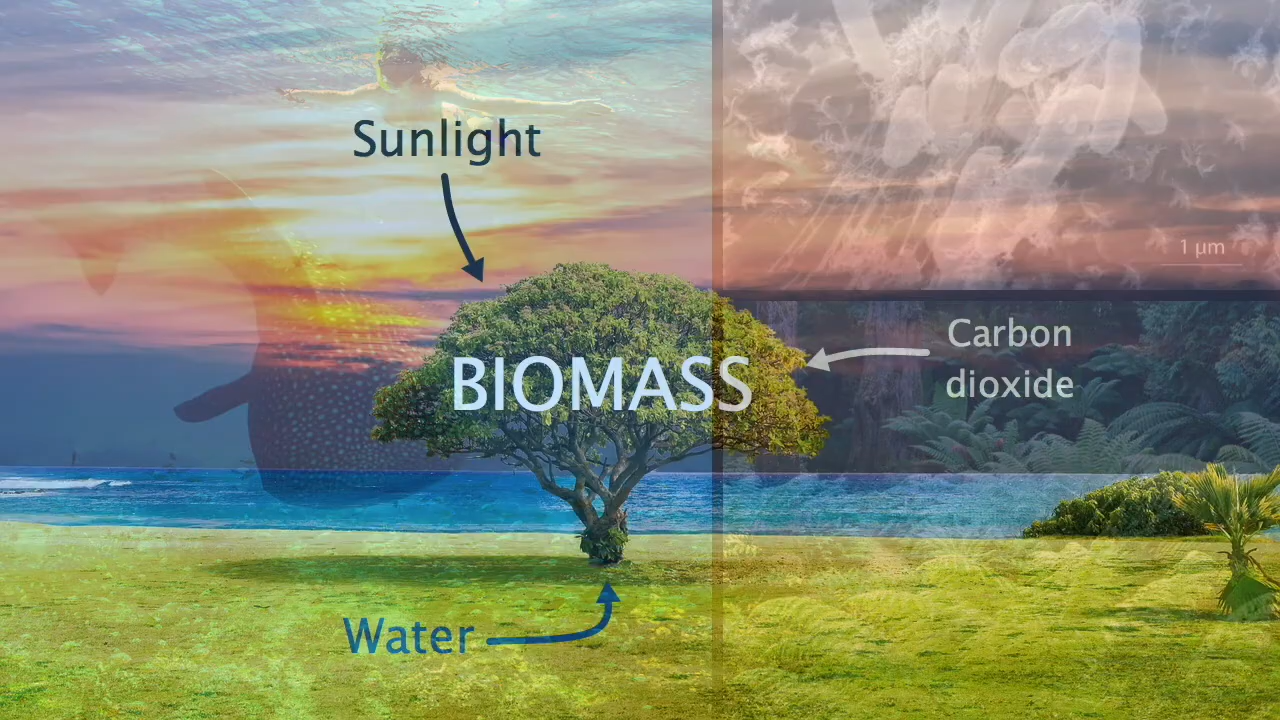 Sunlight
1 µm
Carbon
dioxide
BIOMASS
Water